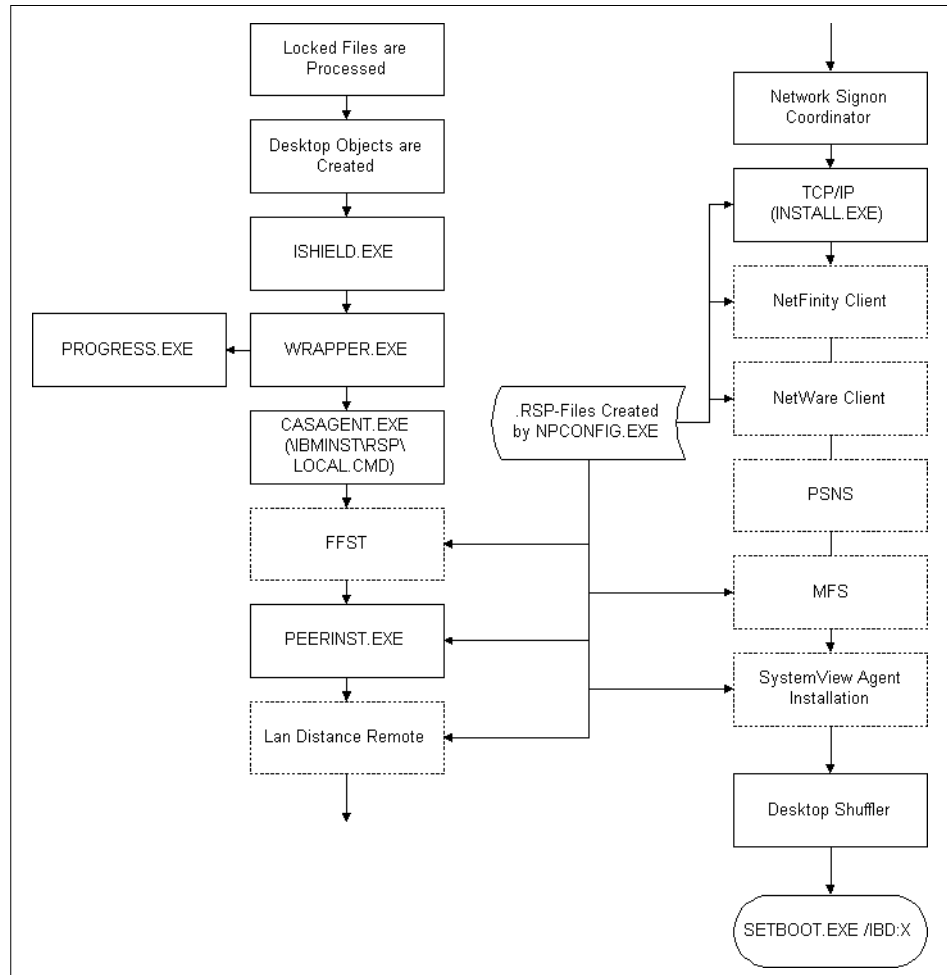 Locked Files are
Processed
Desktop Objects are
Created
ISHIELD.EXE
PROGRESS.EXE
WRAPPER.EXE
CASAGENT.EXE
(\IBMINST\RSP\
LOCAL.CMD)
FFST
PEERINST.EXE
Lan Distance Remote
.RSP-Files Created
by NPCONFIG.EXE
Network Signon
Coordinator
TCP/IP
(INSTALL.EXE)
NetFinity Client
NetWare Client
PSNS
MFS
SystemView Agent
Installation
Desktop Shuffler
SETBOOT.EXE /IBD:X